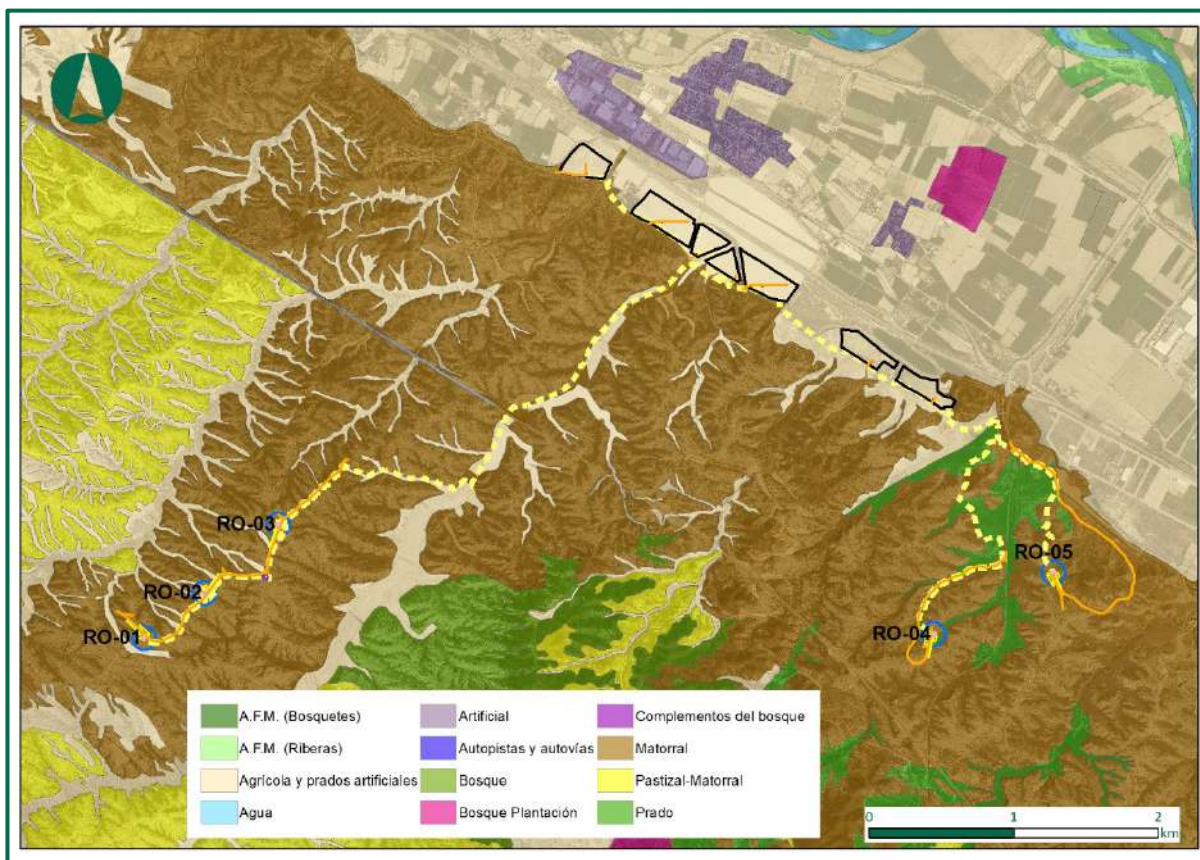 RO-03
RO-02
RO-01
RO-05
RO-04
A.F.M. (Bosquetes)
Artificial
Complementos del bosque
A.F.M. (Riberas)
Autopistas y autovías
Matorral
Agrícola y prados artificiales
Bosque
Pastizal-Matorral
Agua
Bosque Plantación
Prado
0 1 2
km